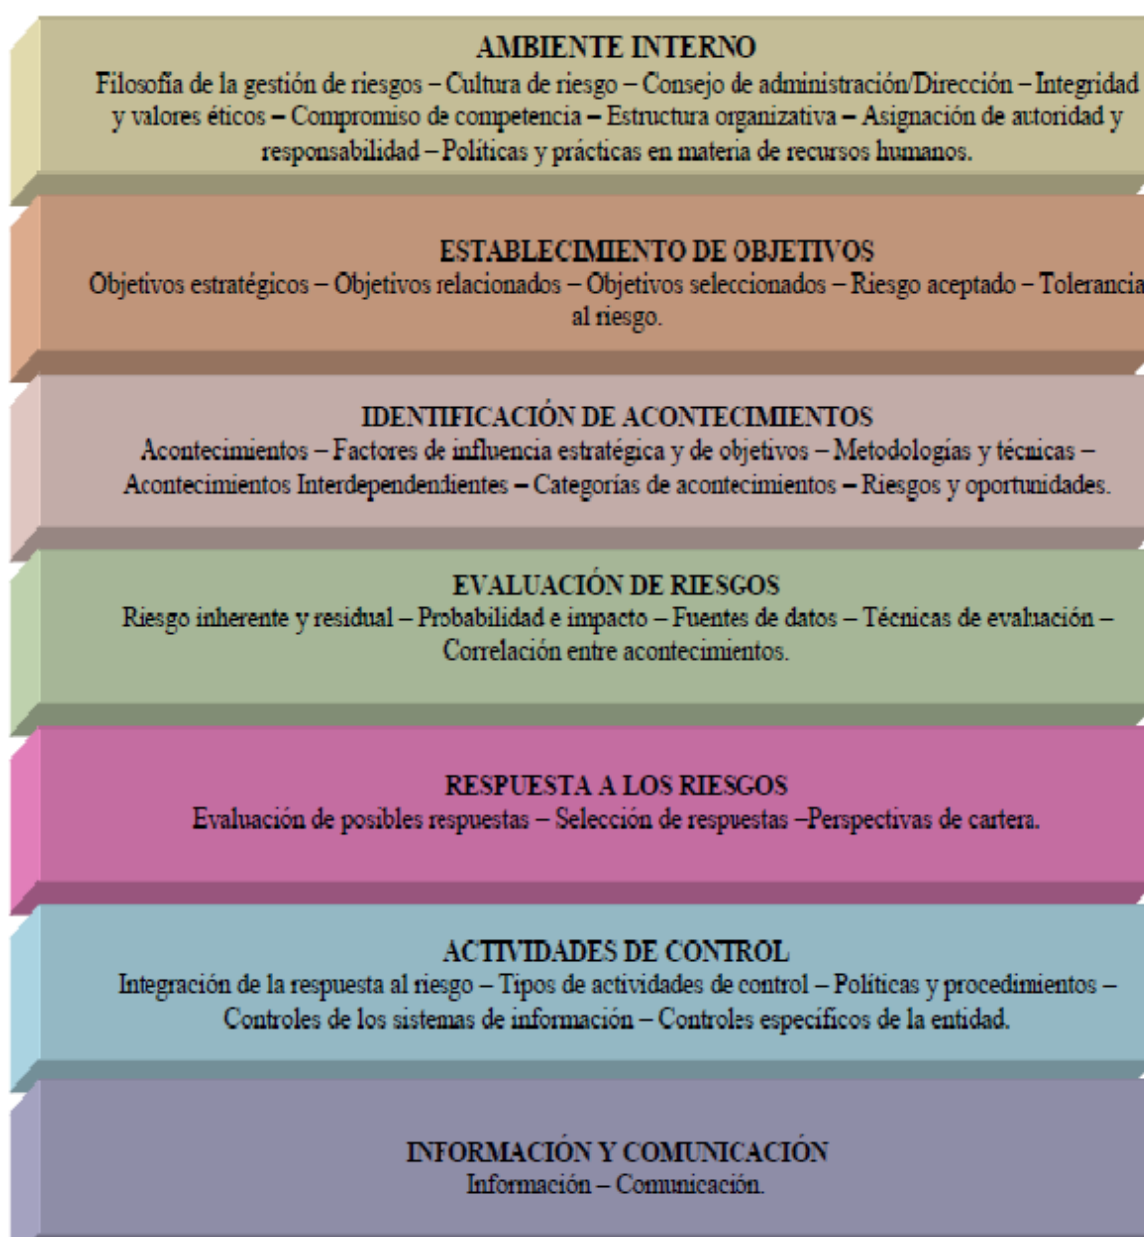 AMBIENTE INTERNO
Filosofía de la gestión de riesgos – Cultura de riesgo – Consejo de administración/Dirección – Integridad
y valores éticos – Compromiso de competencia – Estructura organizativa – Asignación de autoridad y
responsabilidad – Políticas y prácticas en materia de recursos humanos.
ESTABLECIMIENTO DE OBJETIVOS
Objetivos estratégicos – Objetivos relacionados – Objetivos seleccionados – Riesgo aceptado – Tolerancia
al riesgo.
IDENTIFICACIÓN DE ACONTECIMIENTOS
Acontecimientos – Factores de influencia estratégica y de objetivos – Metodologías y técnicas –
Acontecimientos Interdependendientes – Categorías de acontecimientos – Riesgos y oportunidades.
EVALUACIÓN DE RIESGOS
Riesgo inherente y residual – Probabilidad e impacto – Fuentes de datos – Técnicas de evaluación –
Correlación entre acontecimientos.
RESPUESTA A LOS RIESGOS
Evaluación de posibles respuestas – Selección de respuestas –Perspectivas de cartera.
ACTIVIDADES DE CONTROL
Integración de la respuesta al riesgo – Tipos de actividades de control – Políticas y procedimientos –
Controles de los sistemas de información – Controles específicos de la entidad.
INFORMACIÓN Y COMUNICACIÓN
Información – Comunicación.